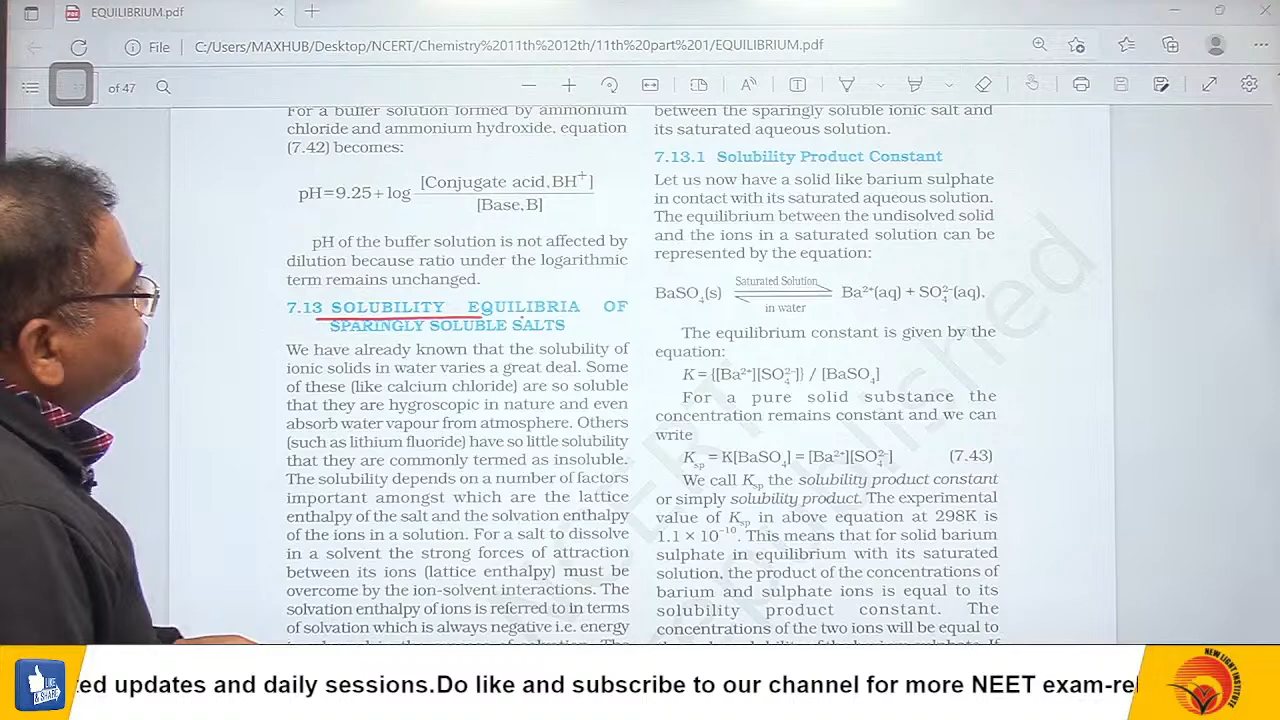 EQUILIBRIUM.pdf
File
C:/Users/MAXHUB/Desktop/NCERT/Chemistry%2011th%2012th/11th%20part%201/EQUILIBRIUM.pdf
37 of 47
For a buffer solution formed by ammonium
chloride and ammonium hydroxide, equation
(7.42) becomes:
pH=9.25+log [Conjugate acid,BH⁺] / [Base,B]
pH of the buffer solution is not affected by
dilution because ratio under the logarithmic
term remains unchanged.
7.13 SOLUBILITY EQUILIBRIA OF
SPARINGLY SOLUBLE SALTS
We have already known that the solubility of
ionic solids in water varies a great deal. Some
of these (like calcium chloride) are so soluble
that they are hygroscopic in nature and even
absorb water vapour from atmosphere. Others
(such as lithium fluoride) have so little solubility
that they are commonly termed as insoluble.
The solubility depends on a number of factors
important amongst which are the lattice
enthalpy of the salt and the solvation enthalpy
of the ions in a solution. For a salt to dissolve
in a solvent the strong forces of attraction
between its ions (lattice enthalpy) must be
overcome by the ion-solvent interactions. The
solvation enthalpy of ions is referred to in terms
of solvation which is always negative i.e. energy
between the sparingly soluble ionic salt and
its saturated aqueous solution.
7.13.1 Solubility Product Constant
Let us now have a solid like barium sulphate
in contact with its saturated aqueous solution.
The equilibrium between the undisolved solid
and the ions in a saturated solution can be
represented by the equation:
Saturated Solution
BaSO₄(s) ⇌ Ba²⁺(aq) + SO₄²⁻(aq),
in water
The equilibrium constant is given by the
equation:
K = {[Ba²⁺][SO₄²⁻]} / [BaSO₄]
For a pure solid substance the
concentration remains constant and we can
write
Ksp = K[BaSO₄] = [Ba²⁺][SO₄²⁻] (7.43)
We call Ksp the solubility product constant
or simply solubility product. The experimental
value of Ksp in above equation at 298K is
1.1 × 10⁻¹⁰. This means that for solid barium
sulphate in equilibrium with its saturated
solution, the product of the concentrations of
barium and sulphate ions is equal to its
solubility product constant. The
concentrations of the two ions will be equal to
LIKE
& SHARE
ted updates and daily sessions.Do like and subscribe to our channel for more NEET exam-rel
NEW LIGHT INSTITUTE